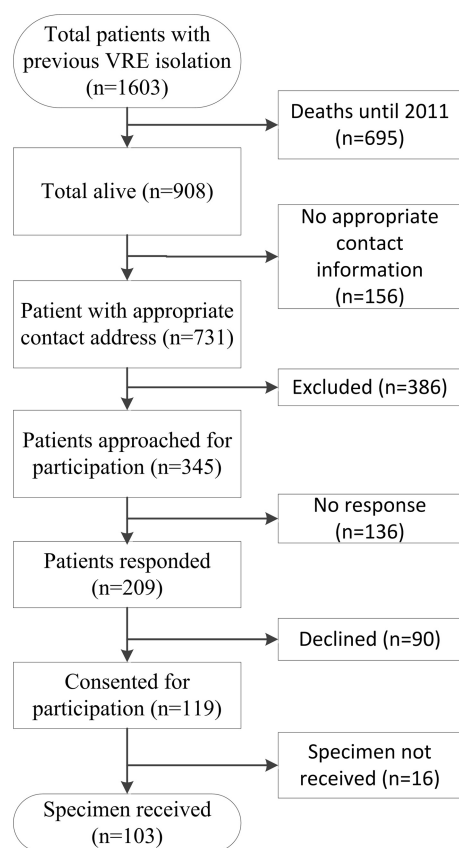 Total patients with
previous VRE isolation
(n=1603)
Deaths until 2011
(n=695)
Total alive (n=908)
No appropriate
contact
information
(n=156)
Patient with appropriate
contact address (n=731)
Excluded (n=386)
Patients approached for
participation (n=345)
No response
(n=136)
Patients responded
(n=209)
Declined (n=90)
Consented for
participation (n=119)
Specimen not
received (n=16)
Specimen received
(n=103)